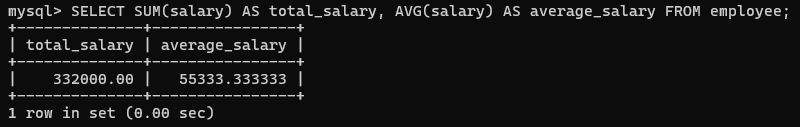 mysql> SELECT SUM(salary) AS total_salary, AVG(salary) AS average_salary FROM employee;
+--------------+----------------+
| total_salary | average_salary |
+--------------+----------------+
|    332000.00 |   55333.333333 |
+--------------+----------------+
1 row in set (0.00 sec)